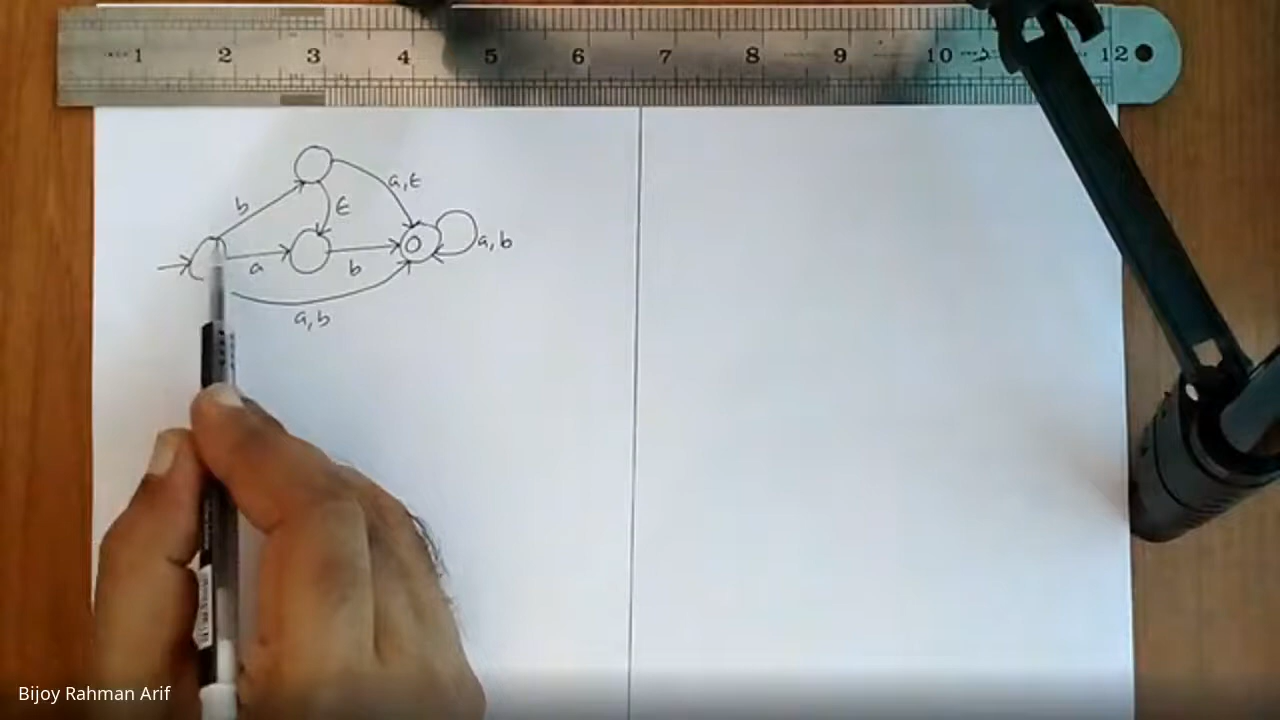 1 2 3 4 5 6 7 8 9 10 12
b
a,ε
ε
a
b
a,b
a,b
Bijoy Rahman Arif